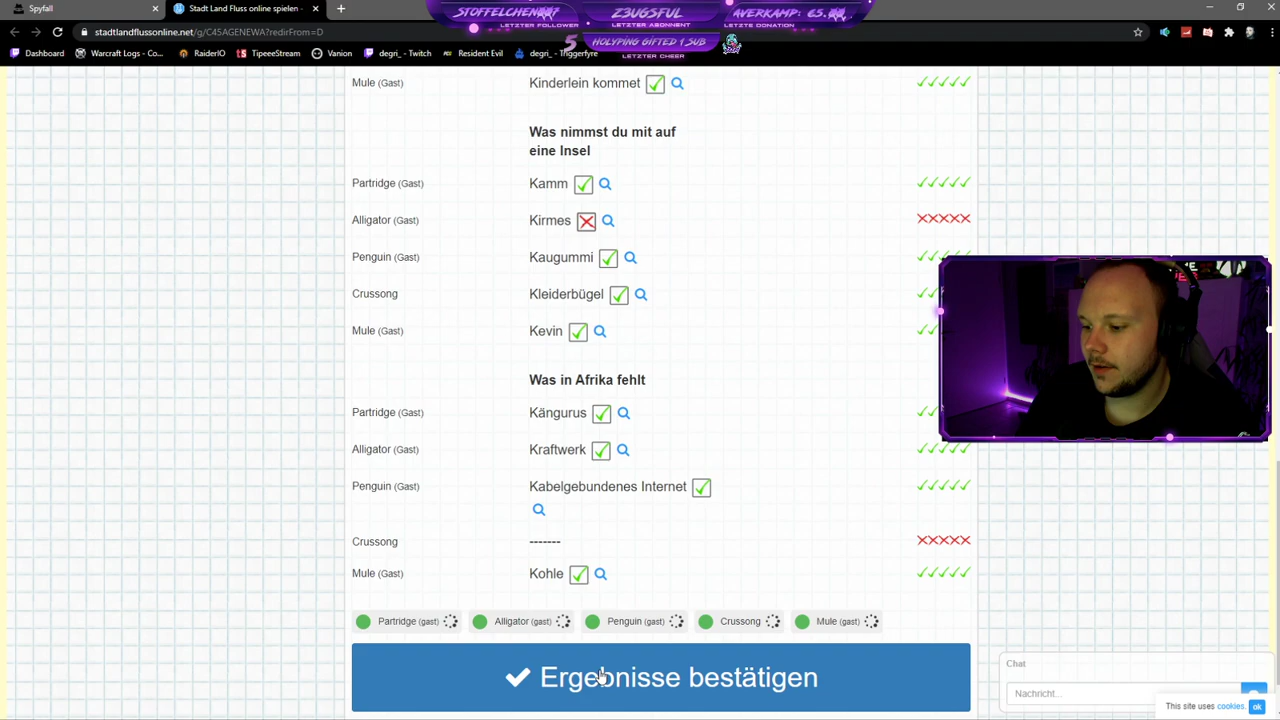 Spyfall
Stad Land Fluss online spielen -
STOFFELCHEN
LETZTER FOLLOWER
Z3UGSFUL
LETZTER ABONNENT
AVERKAMP: €5.00
LETZTE DONATION
HOLYPING GIFTED 1 SUB
LETZTER CHEER
stadtlandflussonline.net/g/C45AGENEWA?redirFrom=D
Dashboard
Warcraft Logs - Co...
RaiderIO
TipeeeStream
Vanion
degri_ - Twitch
Resident Evil
degri_ - Triggerfyre
Mule (Gast) Kinderlein kommet
Was nimmst du mit auf
eine Insel
Partridge (Gast) Kamm
Alligator (Gast) Kirmes
Penguin (Gast) Kaugummi
Crussong Kleiderbügel
Mule (Gast) Kevin
Was in Afrika fehlt
Partridge (Gast) Kängurus
Alligator (Gast) Kraftwerk
Penguin (Gast) Kabelgebundenes Internet
Crussong -------
Mule (Gast) Kohle
Partridge (gast) Alligator (gast) Penguin (gast) Crussong Mule (gast)
Ergebnisse bestätigen
Chat
Nachricht...
This site uses cookies. ok